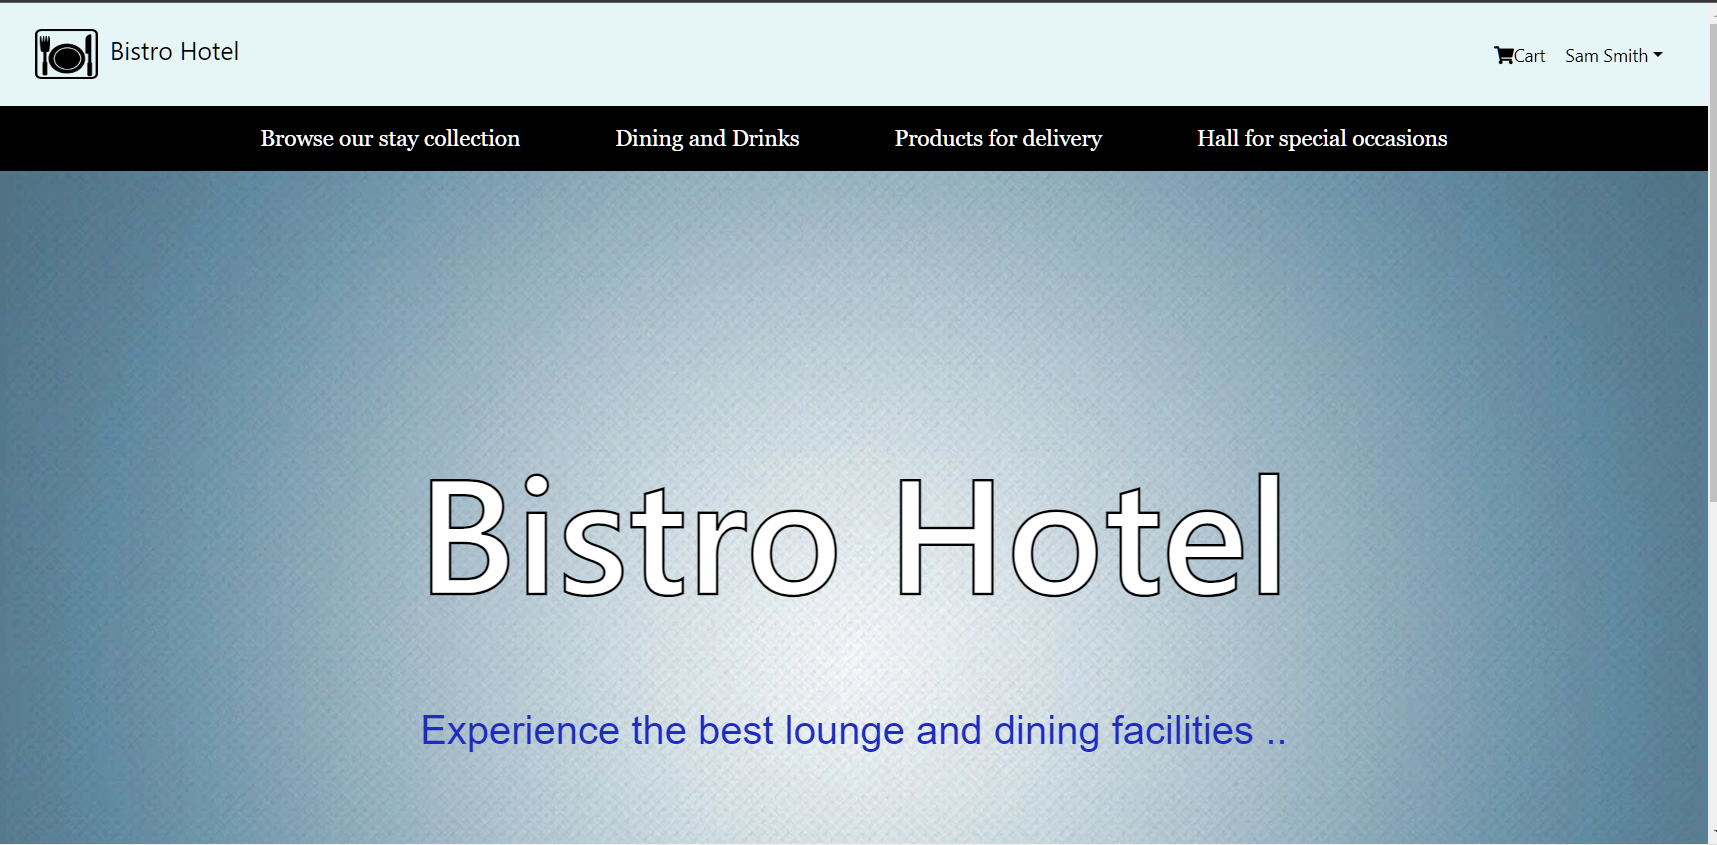 Bistro Hotel
Cart
Sam Smith
Browse our stay collection
Dining and Drinks
Products for delivery
Hall for special occasions
Bistro Hotel
Experience the best lounge and dining facilities ..